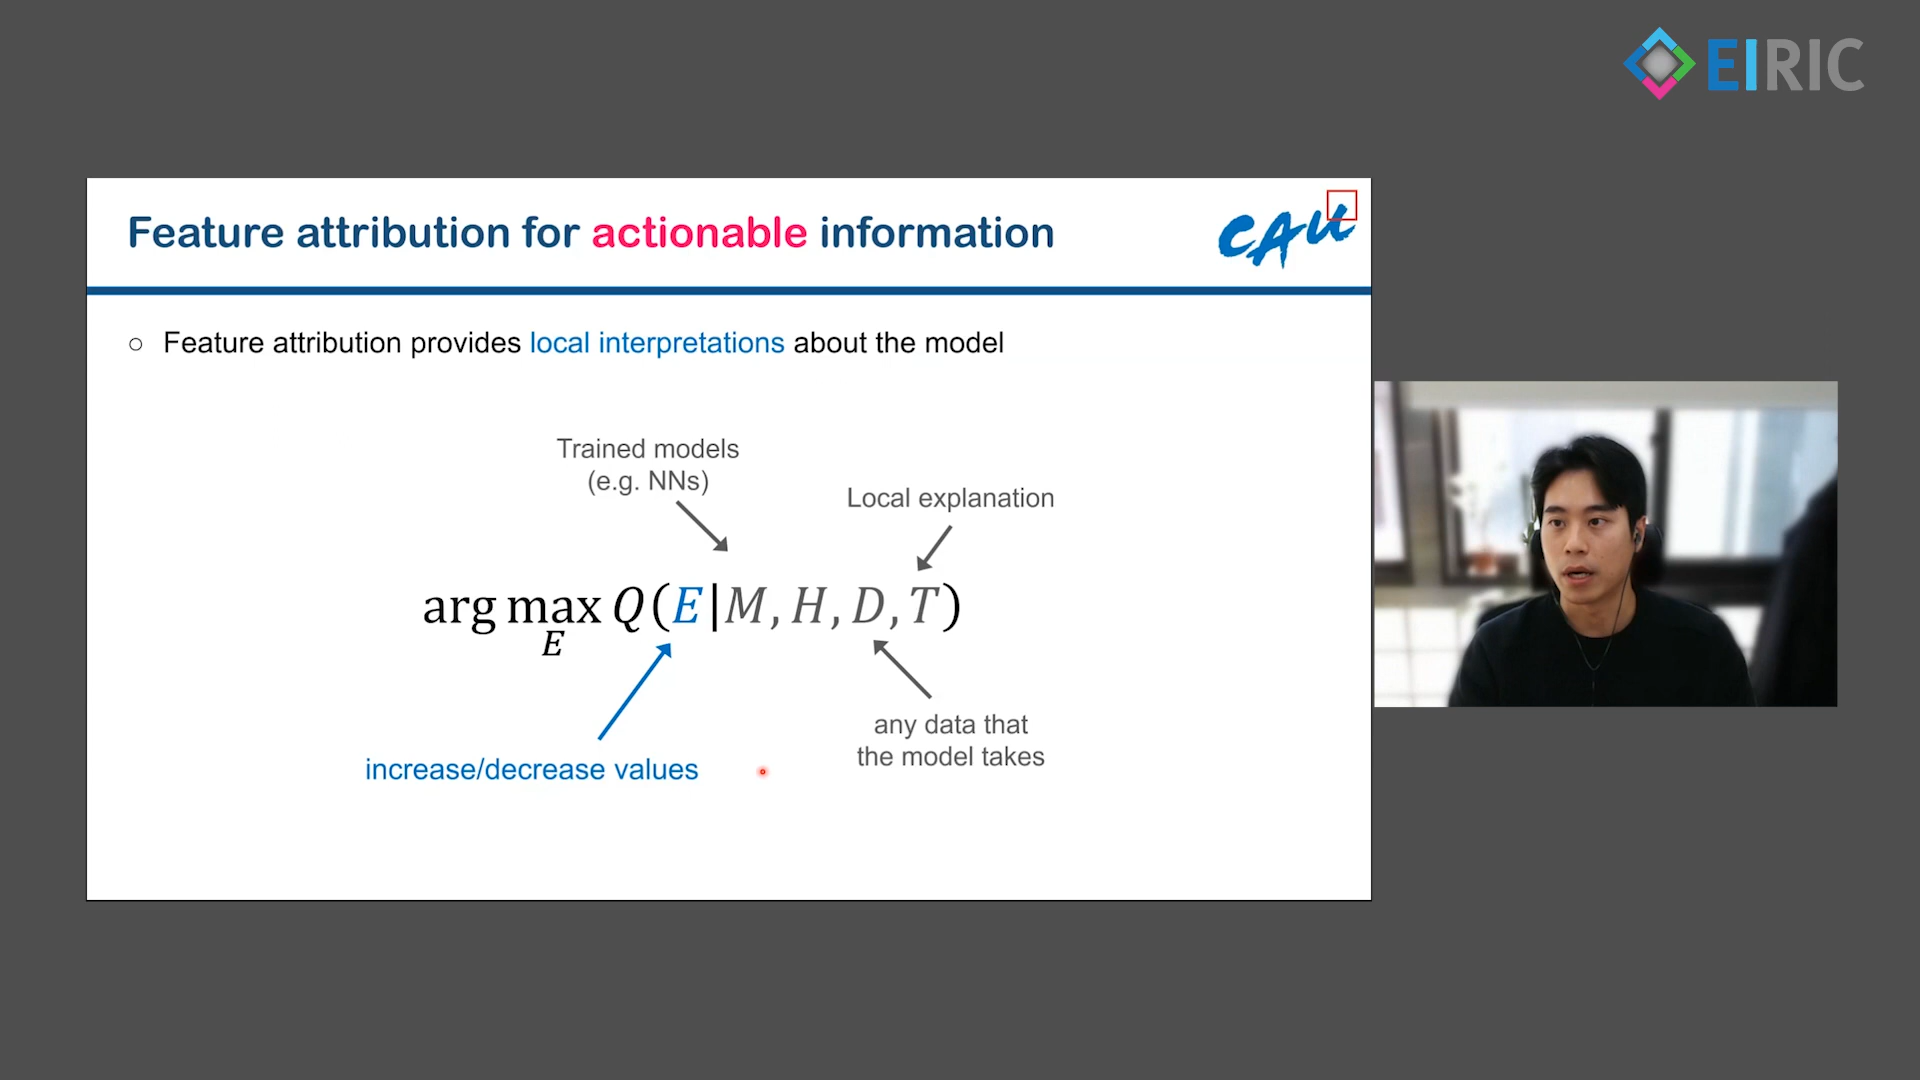 EIRIC
Feature attribution for actionable information
CAU
○ Feature attribution provides local interpretations about the model
Trained models
(e.g. NNs)
Local explanation
arg max Q(E|M, H, D, T)
E
any data that
the model takes
increase/decrease values